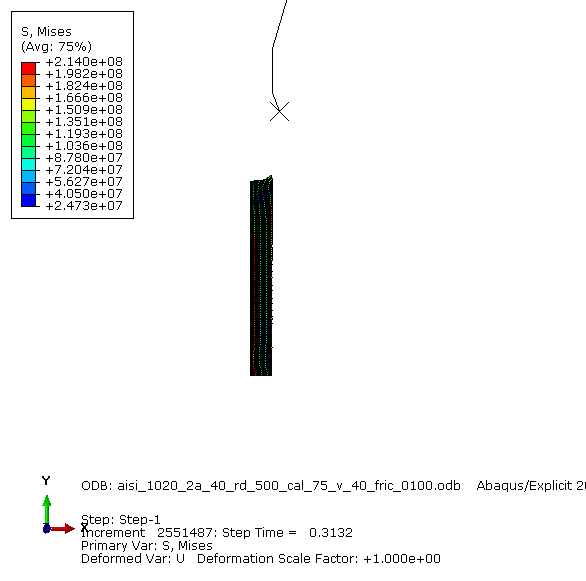 S, Mises
(Avg: 75%)
+2.140e+08
+1.982e+08
+1.824e+08
+1.666e+08
+1.509e+08
+1.351e+08
+1.193e+08
+1.036e+08
+8.780e+07
+7.204e+07
+5.627e+07
+4.050e+07
+2.473e+07
Y
ODB: aisi_1020_2a_40_rd_500_cal_75_v_40_fric_0100.odb Abaqus/Explicit
X
Step: Step-1
Increment 2551487: Step Time = 0.3132
Primary Var: S, Mises
Deformed Var: U Deformation Scale Factor: +1.000e+00